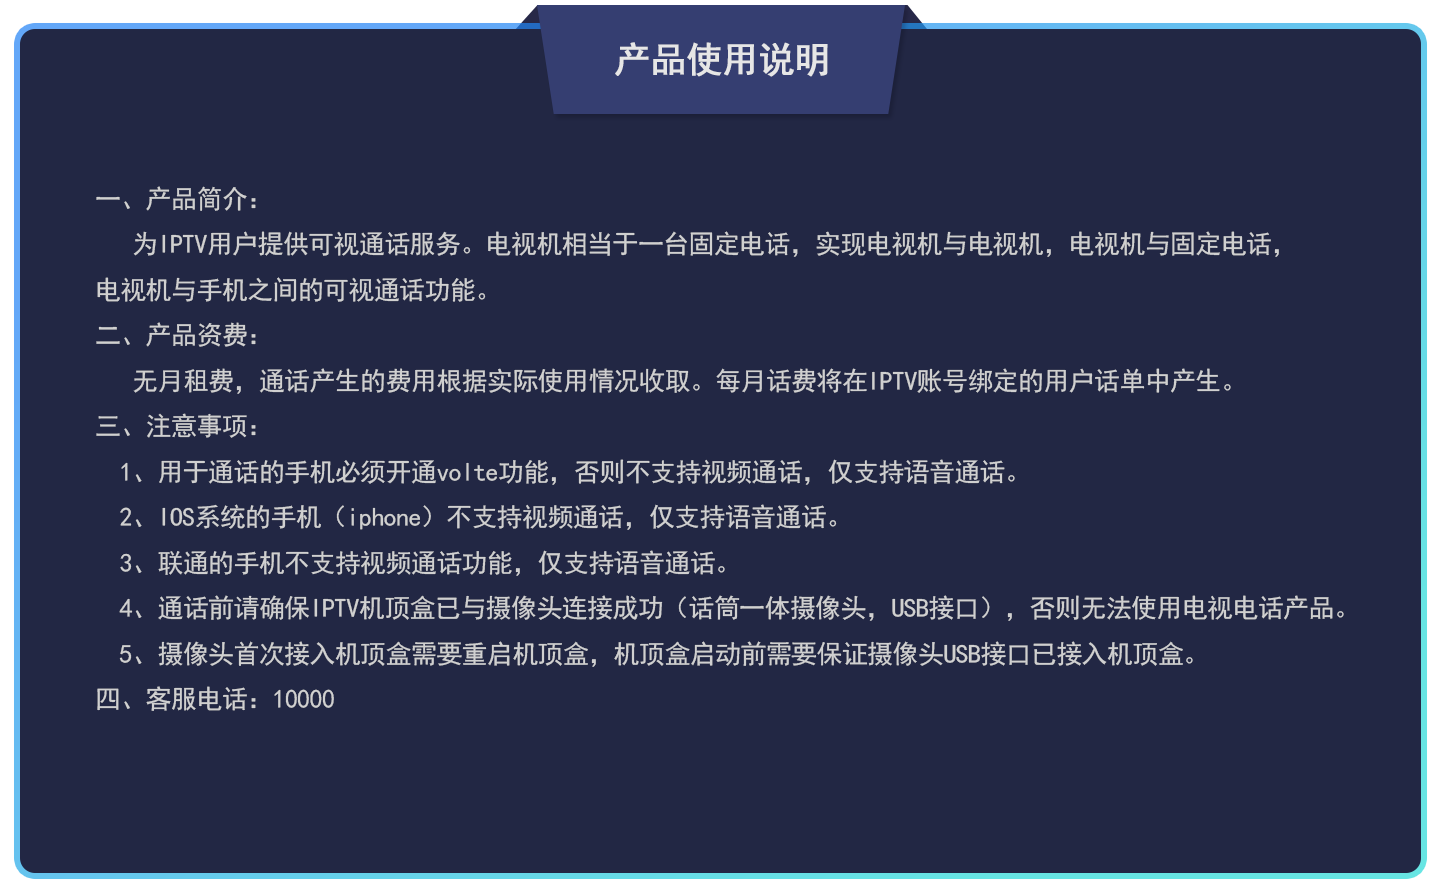 产品使用说明
一、产品简介：
为IPTV用户提供可视通话服务。电视机相当于一台固定电话，实现电视机与电视机，电视机与固定电话，
电视机与手机之间的可视通话功能。
二、产品资费：
无月租费，通话产生的费用根据实际使用情况收取。每月话费将在IPTV账号绑定的用户话单中产生。
三、注意事项：
1、用于通话的手机必须开通volte功能，否则不支持视频通话，仅支持语音通话。
2、IOS系统的手机（iphone）不支持视频通话，仅支持语音通话。
3、联通的手机不支持视频通话功能，仅支持语音通话。
4、通话前请确保IPTV机顶盒已与摄像头连接成功（话筒一体摄像头，USB接口），否则无法使用电视电话产品。
5、摄像头首次接入机顶盒需要重启机顶盒，机顶盒启动前需要保证摄像头USB接口已接入机顶盒。
四、客服电话：10000